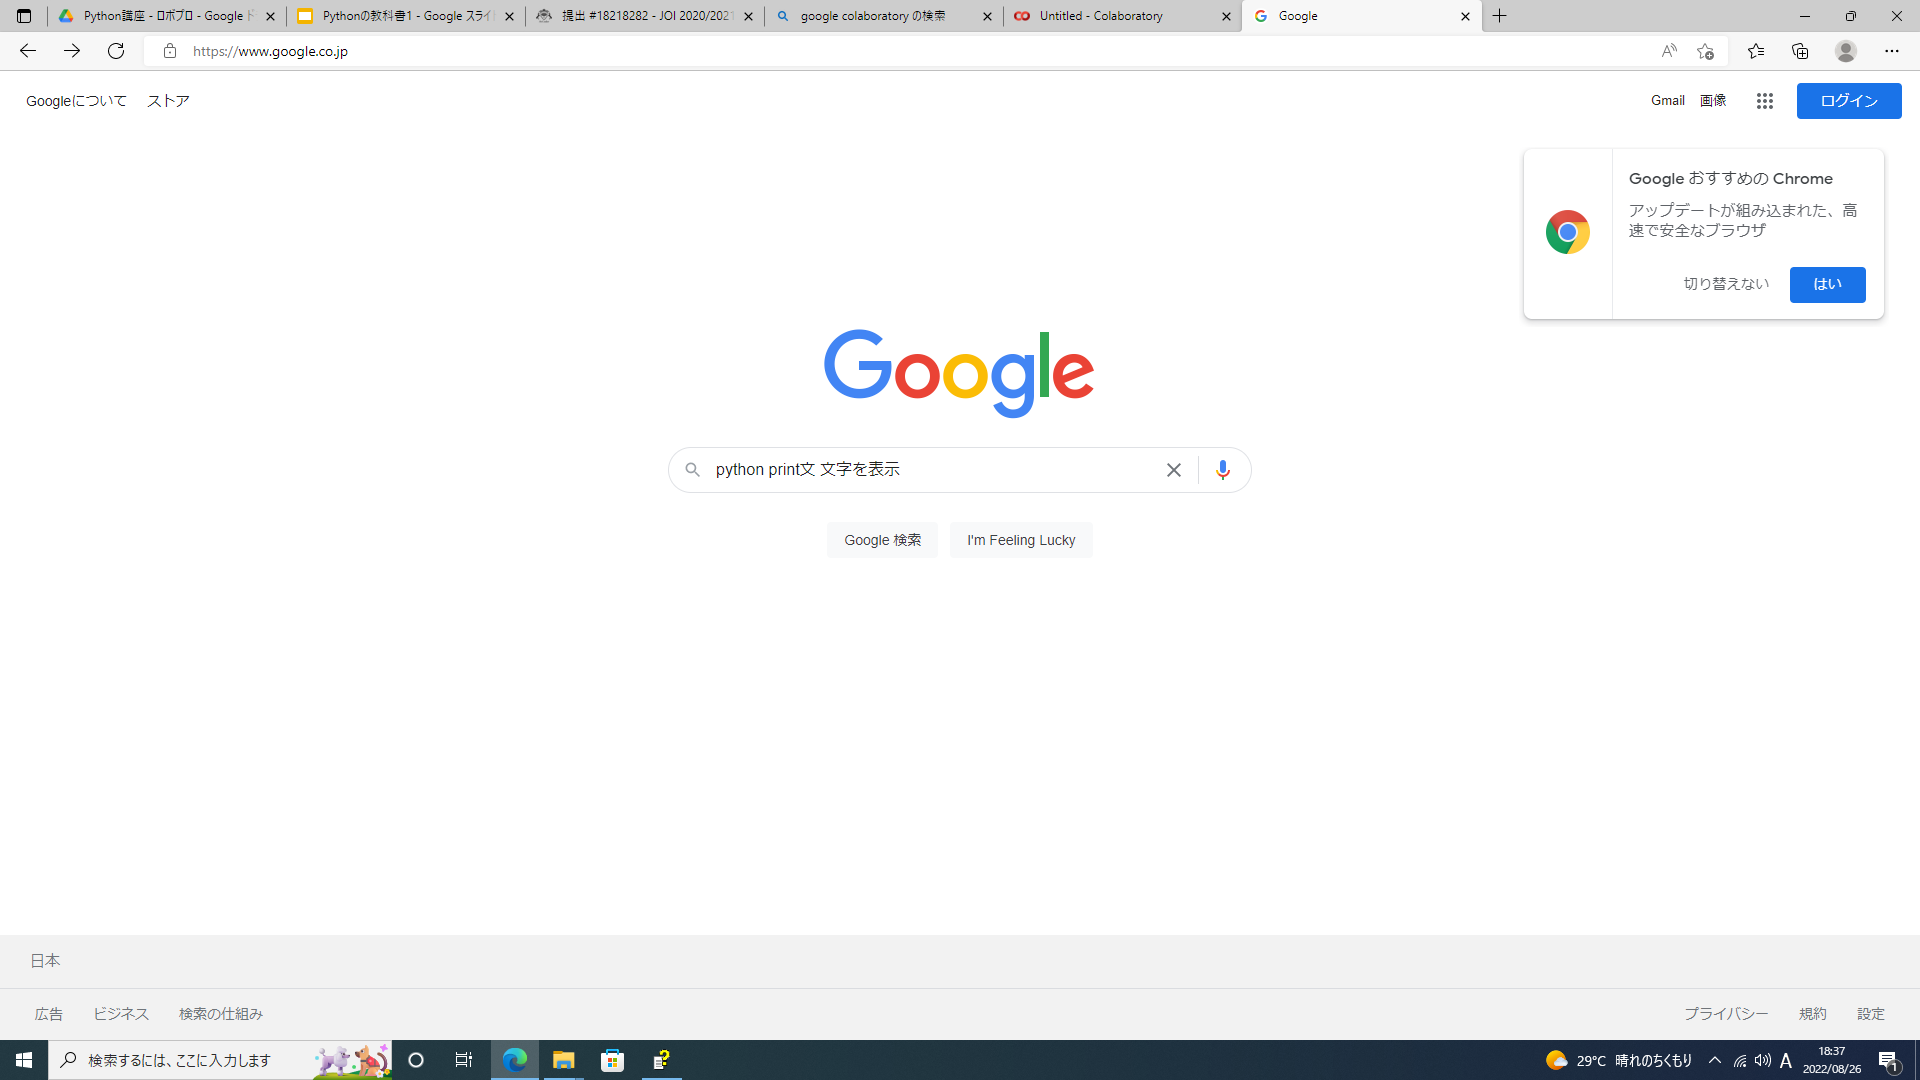 Python講座 - ロボプロ - Google ド
Pythonの教科書1 - Google スライド
提出 #18218282 - JOI 2020/2021
google colaboratory の検索
Untitled - Colaboratory
Google
https://www.google.co.jp
Googleについて ストア
Gmail 画像 ログイン
Google おすすめの Chrome
アップデートが組み込まれた、高
速で安全なブラウザ
切り替えない はい
Google
python print文 文字を表示
Google 検索 I'm Feeling Lucky
日本
広告 ビジネス 検索の仕組み
プライバシー 規約 設定
検索するには、ここに入力します
29°C 晴れのちくもり
A
18:37
2022/08/26
1